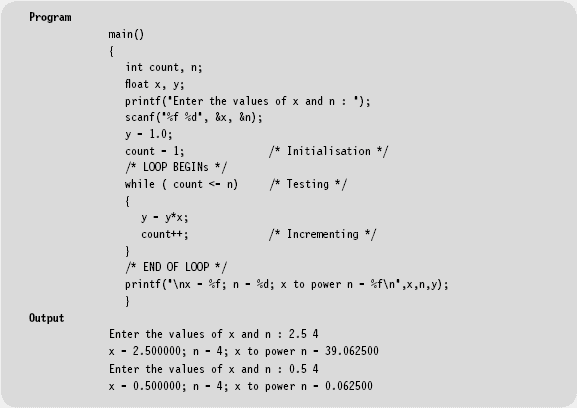 Program
main()
{
int count, n;
float x, y;
printf("Enter the values of x and n : ");
scanf("%f %d", &x, &n);
y = 1.0;
count = 1; /* Initialisation */
/* LOOP BEGINs */
while ( count <= n) /* Testing */
{
y = y*x;
count++; /* Incrementing */
}
/* END OF LOOP */
printf("\nx = %f; n = %d; x to power n = %f\n",x,n,y);
}
Output
Enter the values of x and n : 2.5 4
x = 2.500000; n = 4; x to power n = 39.062500
Enter the values of x and n : 0.5 4
x = 0.500000; n = 4; x to power n = 0.062500